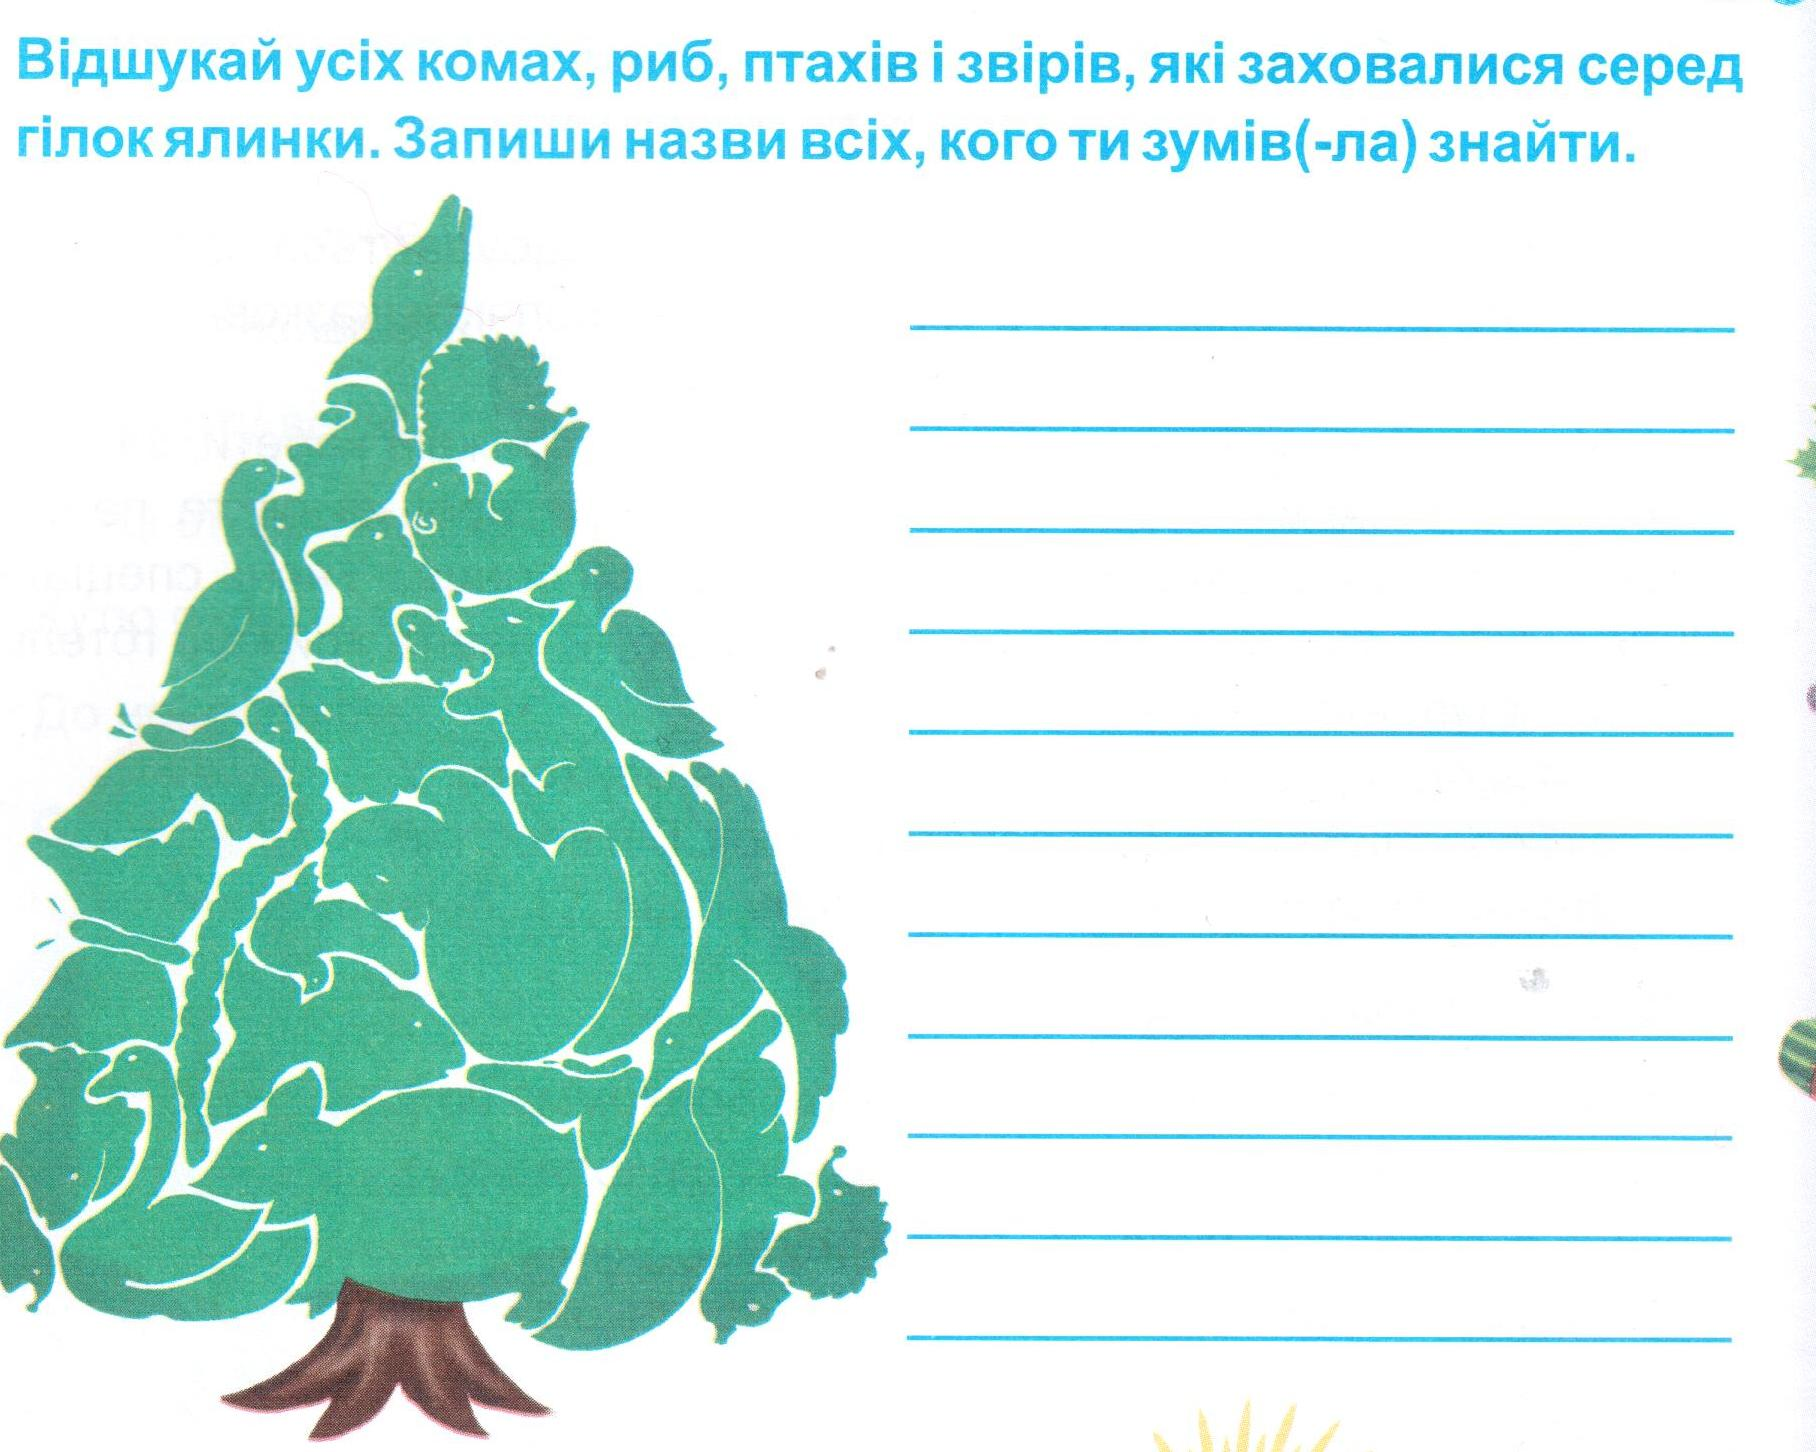 Відшукай усіх комах, риб, птахів і звірів, які заховалися серед
гілок ялинки. Запиши назви всіх, кого ти зумів(-ла) знайти.